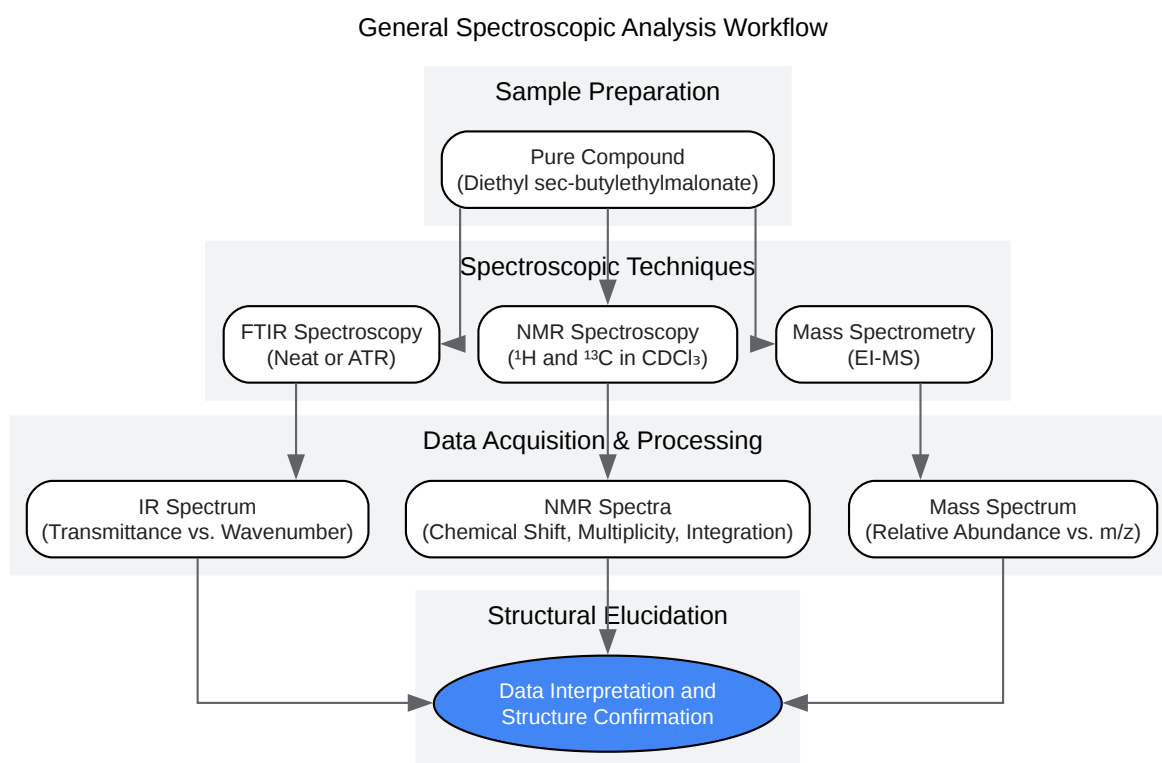 General Spectroscopic Analysis Workflow
Sample Preparation
Pure Compound
(Diethyl sec-butylethylmalonate)
Spectroscopic Techniques
FTIR Spectroscopy
(Neat or ATR)
NMR Spectroscopy
(¹H and ¹³C in CDCl₃)
Mass Spectrometry
(EI-MS)
Data Acquisition & Processing
IR Spectrum
(Transmittance vs. Wavenumber)
NMR Spectra
(Chemical Shift, Multiplicity, Integration)
Mass Spectrum
(Relative Abundance vs. m/z)
Structural Elucidation
Data Interpretation and
Structure Confirmation